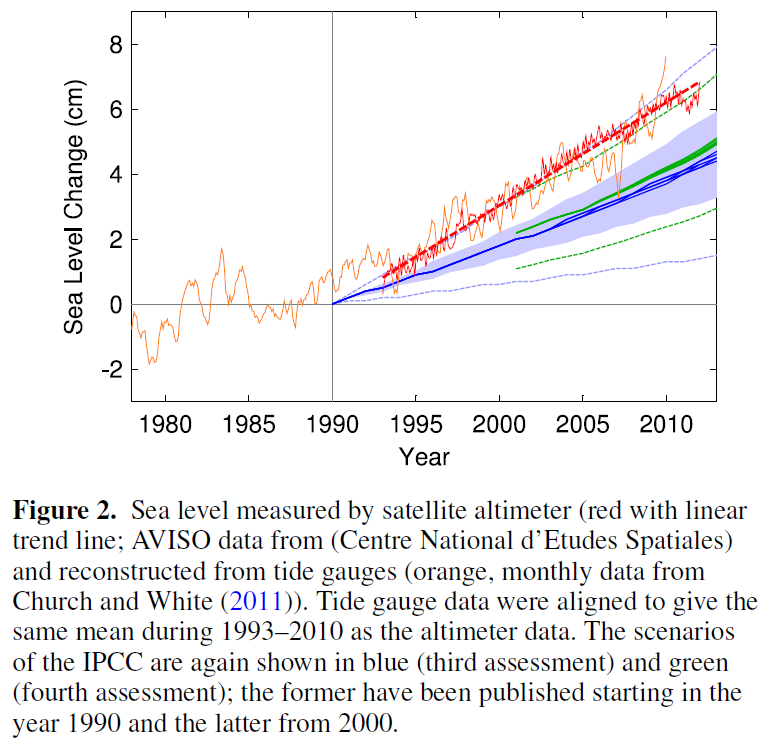 8
6
4
2
0
-2
Sea Level Change (cm)
1980 1985 1990 1995 2000 2005 2010
Year
Figure 2. Sea level measured by satellite altimeter (red with linear
trend line; AVISO data from (Centre National d’Etudes Spatiales)
and reconstructed from tide gauges (orange, monthly data from
Church and White (2011)). Tide gauge data were aligned to give the
same mean during 1993–2010 as the altimeter data. The scenarios
of the IPCC are again shown in blue (third assessment) and green
(fourth assessment); the former have been published starting in the
year 1990 and the latter from 2000.